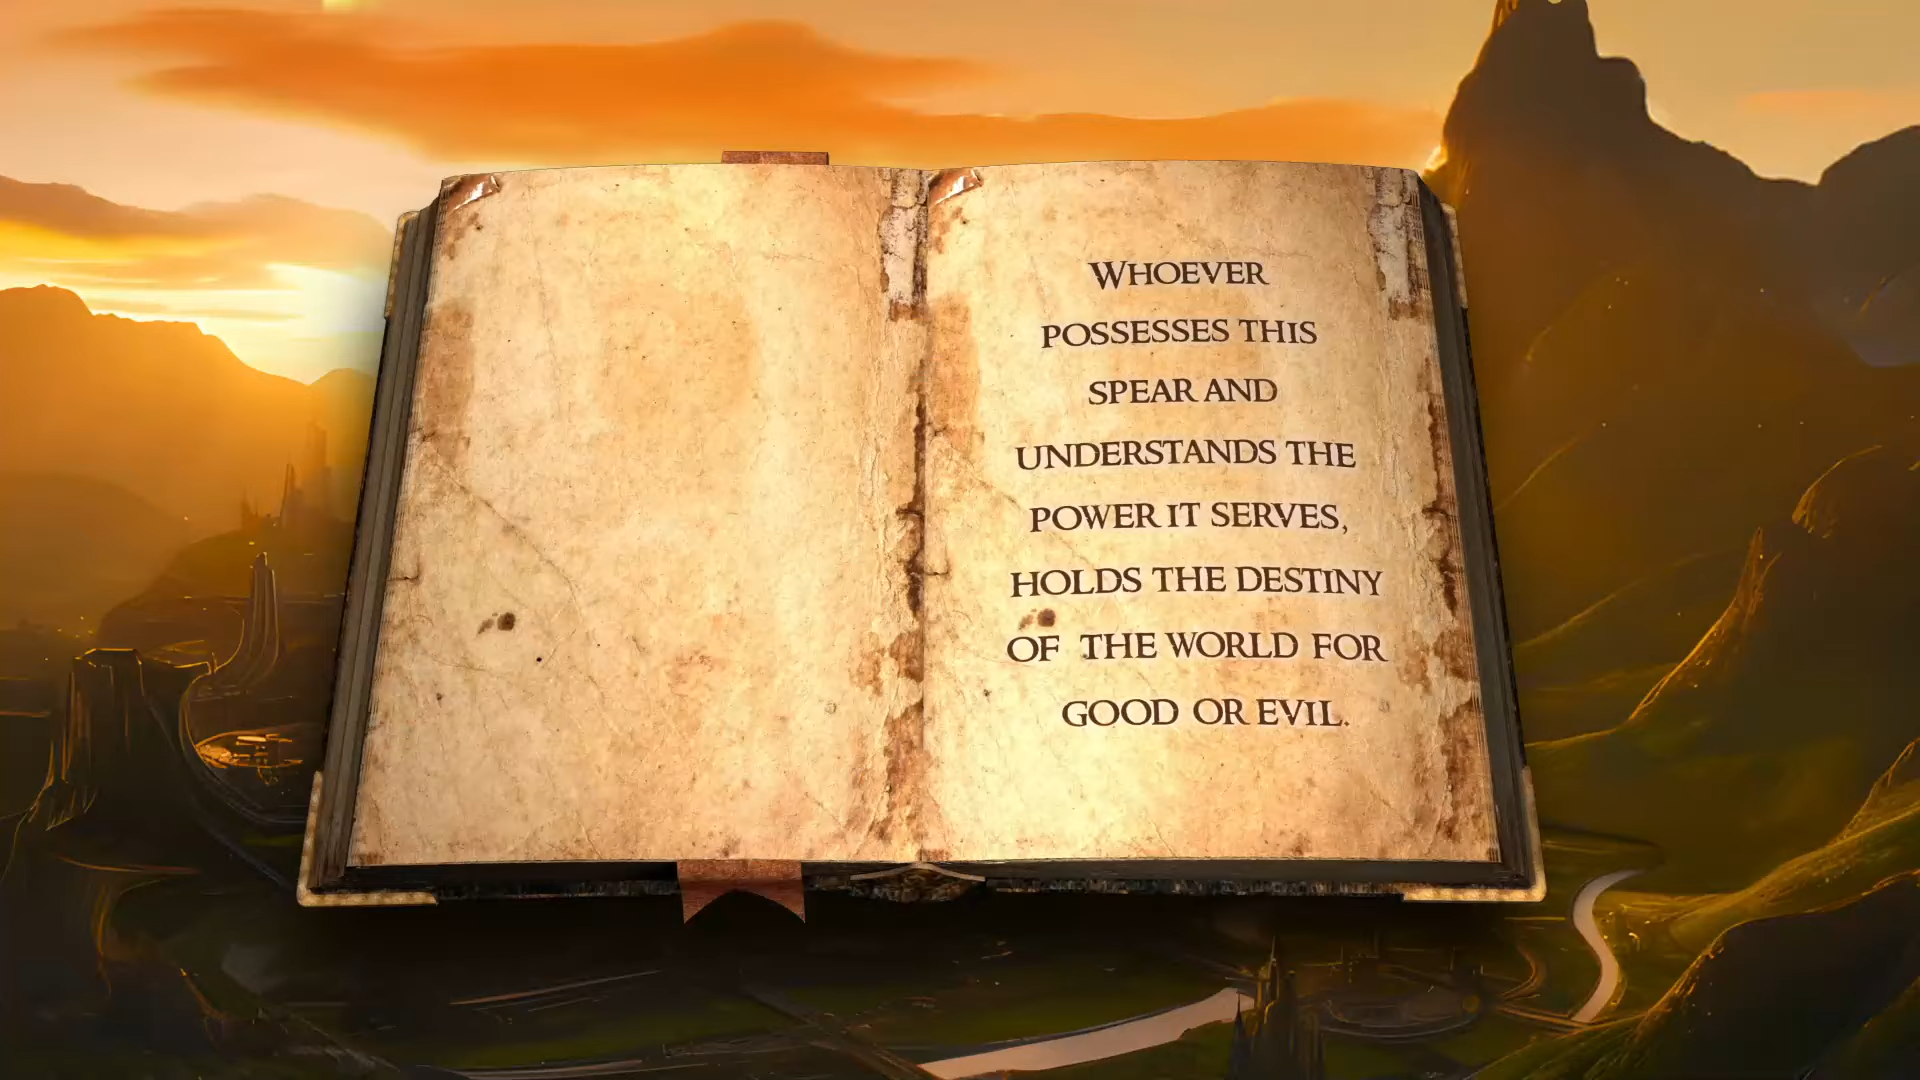 WHOEVER
POSSESSES THIS
SPEAR AND
UNDERSTANDS THE
POWER IT SERVES,
HOLDS THE DESTINY
OF THE WORLD FOR
GOOD OR EVIL.